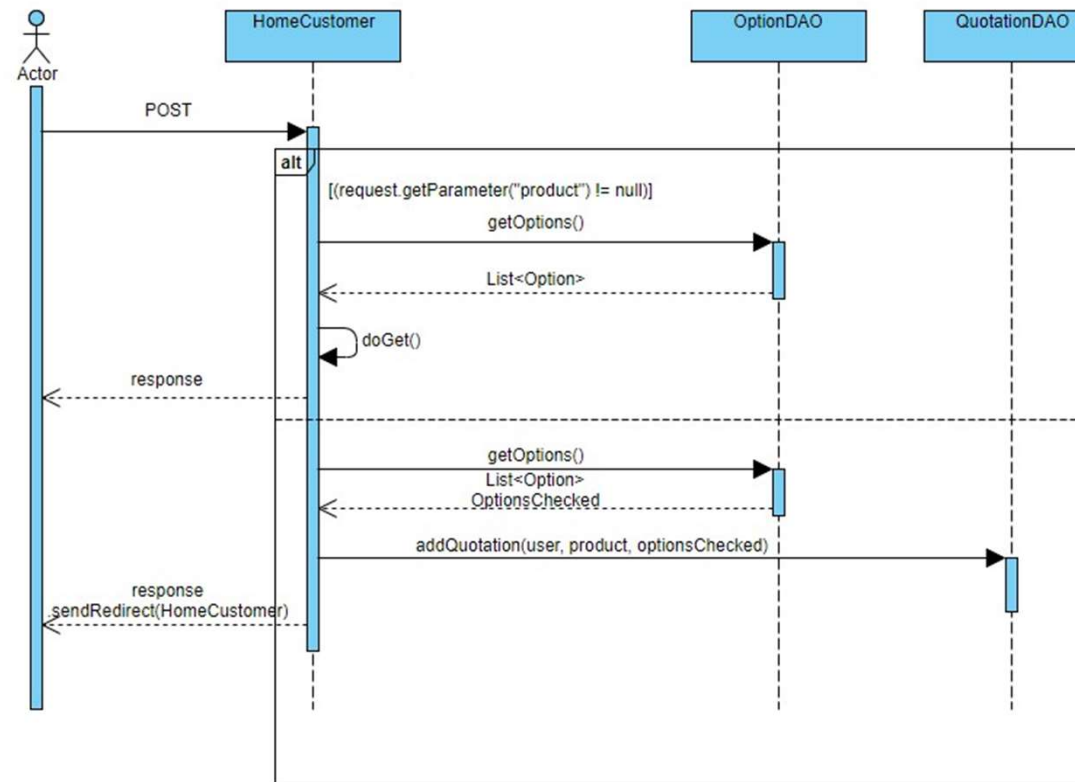 HomeCustomer
OptionDAO
QuotationDAO
Actor
POST
alt
[(request.getParameter("product") != null)]
getOptions()
List<Option>
doGet()
response
getOptions()
List<Option>
OptionsChecked
addQuotation(user, product, optionsChecked)
response
.sendRedirect(HomeCustomer)